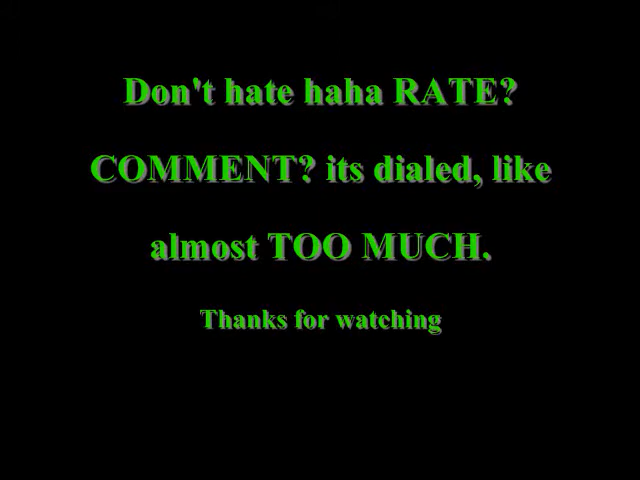 Don't hate haha RATE?
COMMENT? its dialed, like
almost TOO MUCH.
Thanks for watching